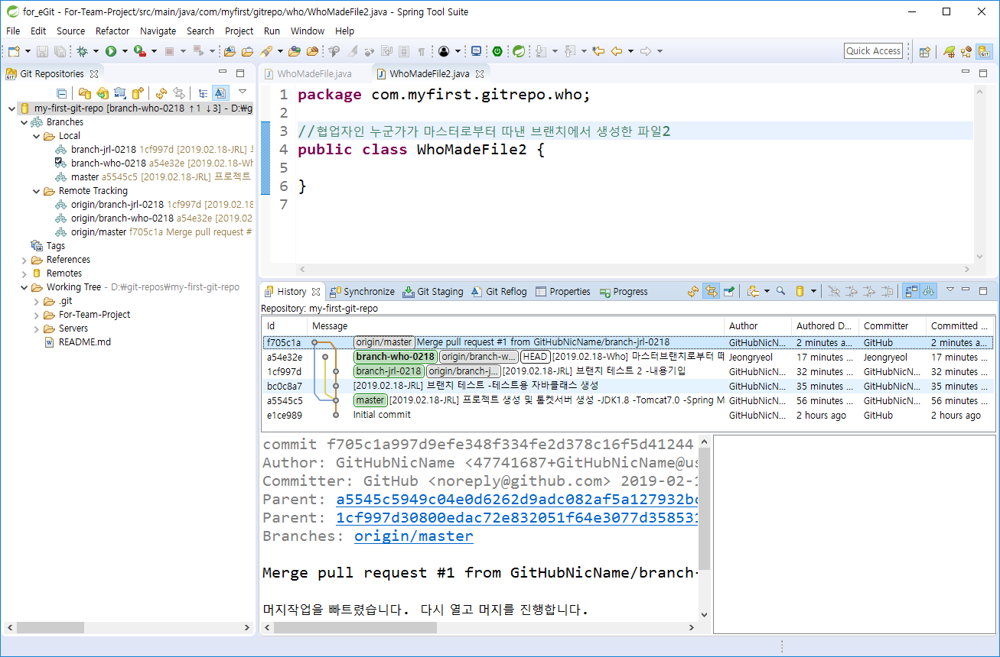 for_eGit - For-Team-Project/src/main/java/com/myfirst/gitrepo/who/WhoMadeFile2.java - Spring Tool Suite
File Edit Source Refactor Navigate Search Project Run Window Help
Quick Access
Git Repositories
my-first-git-repo [branch-who-0218 ↑1 ↓3] - D:₩g
Branches
Local
branch-jrl-0218 1cf997d [2019.02.18-JRL]
branch-who-0218 a54e32e [2019.02.18-Wh
master a5545c5 [2019.02.18-JRL] 프로젝트
Remote Tracking
origin/branch-jrl-0218 1cf997d [2019.02.18
origin/branch-who-0218 a54e32e [2019.02
origin/master f705c1a Merge pull request #
Tags
References
Remotes
Working Tree - D:₩git-repos₩my-first-git-repo
.git
For-Team-Project
Servers
README.md
WhoMadeFile.java WhoMadeFile2.java
1 package com.myfirst.gitrepo.who;
2
3 //협업자인 누군가가 마스터로부터 따낸 브랜치에서 생성한 파일2
4 public class WhoMadeFile2 {
5
6 }
7
History Synchronize Git Staging Git Reflog Properties Progress
Repository: my-first-git-repo
Id Message Author Authored D... Committer Committed ...
f705c1a origin/master Merge pull request #1 from GitHubNicName/branch-jrl-0218 GitHubNicN... 2 minutes a... GitHub 2 minutes a...
a54e32e branch-who-0218 origin/branch-w... HEAD [2019.02.18-Who] 마스터브랜치로부터 Jeongryeol 17 minutes ... Jeongryeol 17 minutes ...
1cf997d branch-jrl-0218 origin/branch-j... [2019.02.18-JRL] 브랜치 테스트 2 -내용기입 GitHubNicN... 32 minutes ... GitHubNicN... 32 minutes ...
bc0c8a7 [2019.02.18-JRL] 브랜치 테스트 -테스트용 자바클래스 생성 GitHubNicN... 35 minutes ... GitHubNicN... 35 minutes ...
a5545c5 master [2019.02.18-JRL] 프로젝트 생성 및 톰켓서버 생성 -JDK1.8 -Tomcat7.0 -Spring M GitHubNicN... 56 minutes ... GitHubNicN... 56 minutes ...
e1ce989 Initial commit GitHubNicN... 2 hours ago GitHub 2 hours ago
commit f705c1a997d9efe348f334fe2d378c16f5d41244
Author: GitHubNicName <47741687+GitHubNicName@us
Committer: GitHub <noreply@github.com> 2019-02-1
Parent: a5545c5949c04e0d6262d9adc082af5a127932bc
Parent: 1cf997d30800edac72e832051f64e3077d358531
Branches: origin/master
Merge pull request #1 from GitHubNicName/branch-
머지작업을 빠트렸습니다. 다시 열고 머지를 진행합니다.